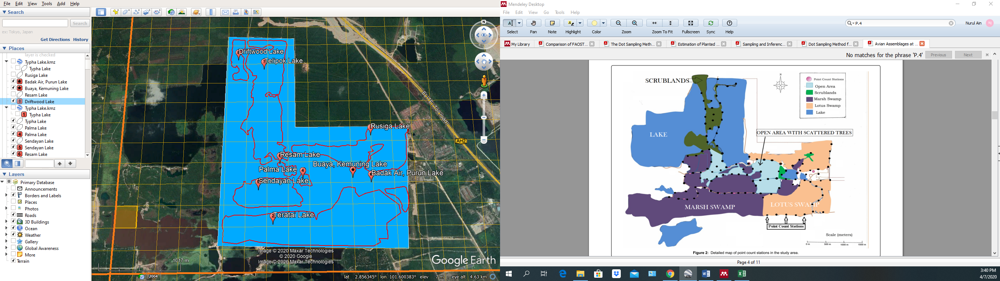 File Edit View Tools Add Help
Search
Search
ex: Tokyo, Japan
Get Directions History
Places
layer is checked
Typha Lake.kmz
Typha Lake
Rusiga Lake
Badak Air, Purun Lake
Buaya, Kemuning Lake
Resam Lake
8 Driftwood Lake
Typha Lake.kmz
1 Typha Lake
Typha Lake
Palma Lake
4 Palma Lake
Sendayan Lake
5 Sendayan Lake
6 Resam Lake
Layers
Primary Database
Announcements
Borders and Labels
Places
Photos
Roads
3D Buildings
Ocean
Weather
Gallery
Global Awareness
More
Terrain
N
Driftwood Lake
7 Telipok Lake
ELITE (Toll road)
Rusiga Lake
AH2
Resam Lake
Buaya, Kemuning Lake
Palma Lake 4
Badak Air, Purun Lake
Sendayan Lake
2 Teratai Lake
Image © 2020 Maxar Technologies
© 2020 Google
Image © 2020 Maxar Technologies
Google Earth
1017 m
2004
lat 2.856345° lon 101.600383° elev 7 m eye alt 4.63 km
Mendeley Desktop
File Edit View Go Tools Help
P.4
Nurul Ain NJ
Select Pan Note Highlight Color Zoom Zoom To Fit Fullscreen Sync Help
My Library Comparison of FAOST... The Dot Sampling Meth... Estimation of Planted ... Sampling and Inferenc... Dot Sampling Method f... Avian Assemblages at ...
No matches for the phrase 'P.4' Previous Next
SCRUBLANDS
N
Point Count Stations
Open Area
Scrublands
Marsh Swamp
Lotus Swamp
Lake
LAKE
OPEN AREA WITH SCATTERED TREES
MARSH SWAMP
LOTUS SWAMP
Point Count Stations
Scale (meters)
0 m 500 m 1000 m 1500 m
Figure 2: Detailed map of point count stations in the study area.
Page 4 of 11
3:40 PM
4/7/2020